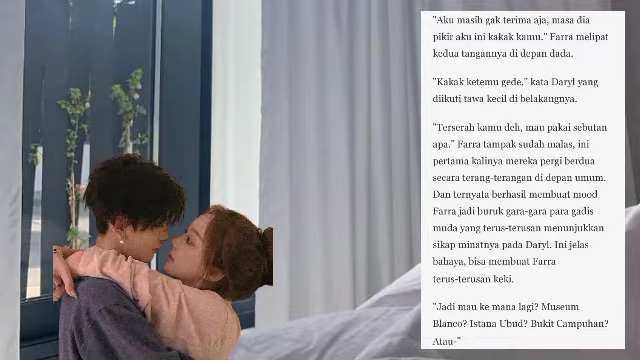 "Aku masih gak terima aja, masa dia
pikir aku ini kakak kamu." Farra melipat
kedua tangannya di depan dada.
"Kakak ketemu gede," kata Daryl yang
diikuti tawa kecil di belakangnya.
"Terserah kamu deh, mau pakai sebutan
apa." Farra tampak sudah malas, ini
pertama kalinya mereka pergi berdua
secara terang-terangan di depan umum.
Dan ternyata berhasil membuat mood
Farra jadi buruk gara-gara para gadis
muda yang terus-terusan menunjukkan
sikap minatnya pada Daryl. Ini jelas
bahaya, bisa membuat Farra
terus-terusan keki.
"Jadi mau ke mana lagi? Museum
Blanco? Istana Ubud? Bukit Campuhan?
Atau-"